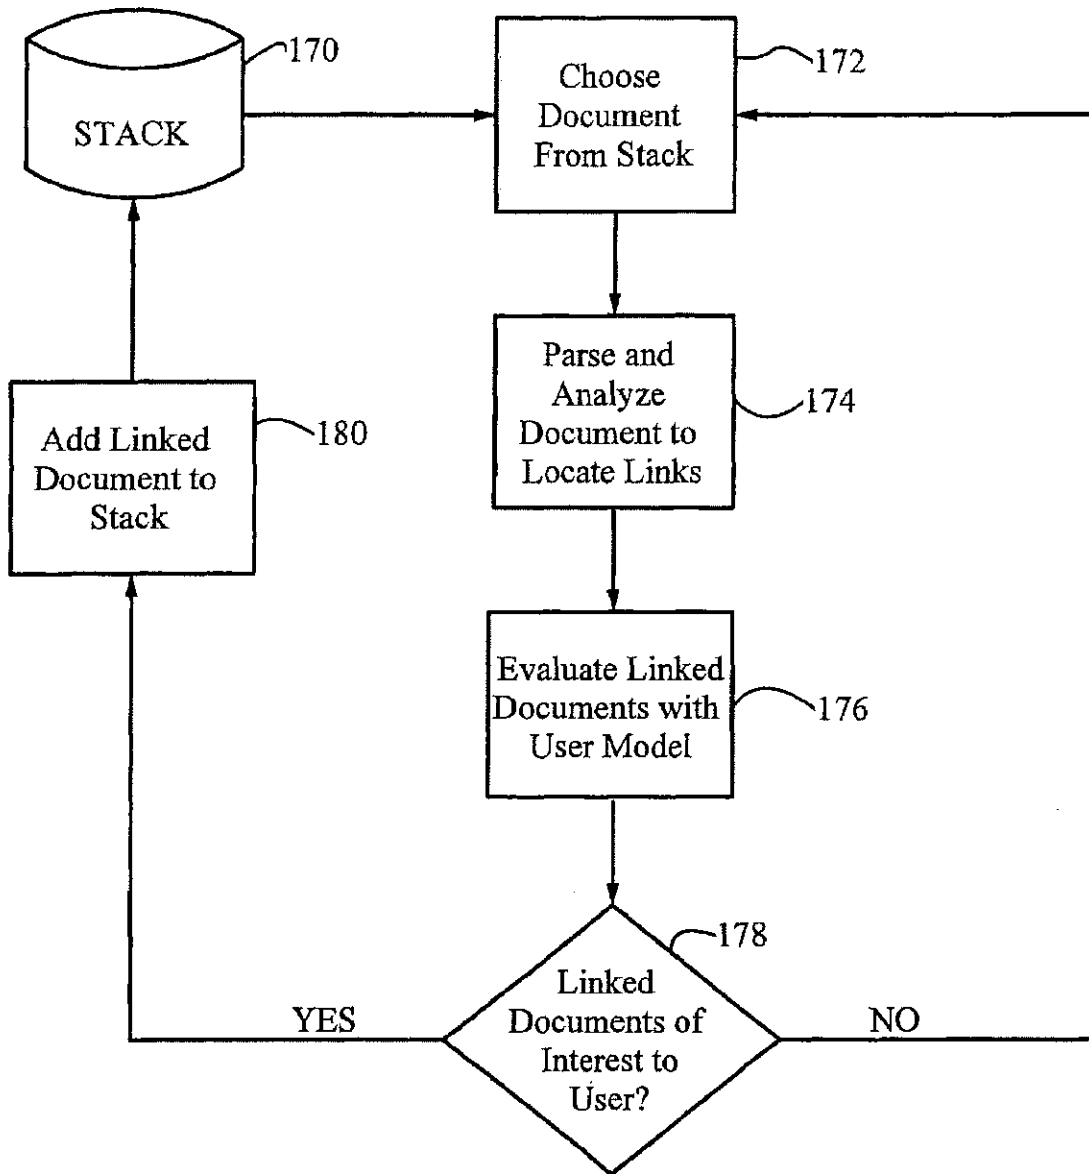 STACK
170
Choose
Document
From Stack
172
Parse and
Analyze
Document to
Locate Links
174
Add Linked
Document to
Stack
180
Evaluate Linked
Documents with
User Model
176
Linked
Documents of
Interest to
User?
178
YES
NO